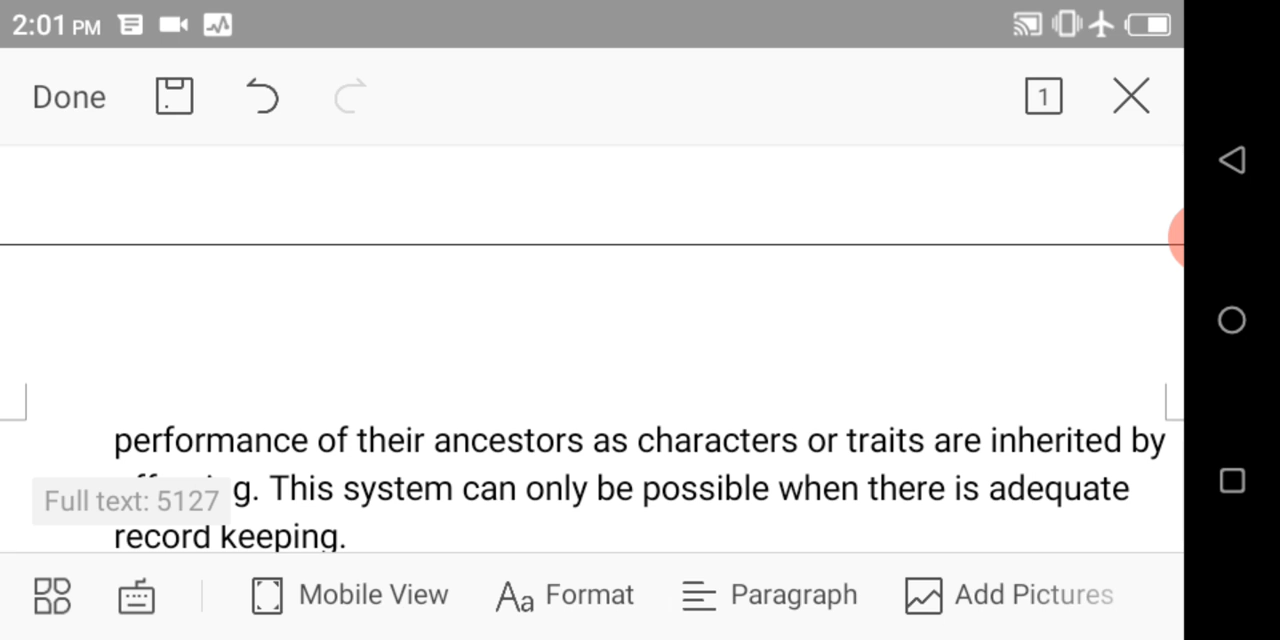 2:01 PM
Done
1
performance of their ancestors as characters or traits are inherited by
g. This system can only be possible when there is adequate
Full text: 5127
record keeping.
Mobile View
Format
Paragraph
Add Pictures